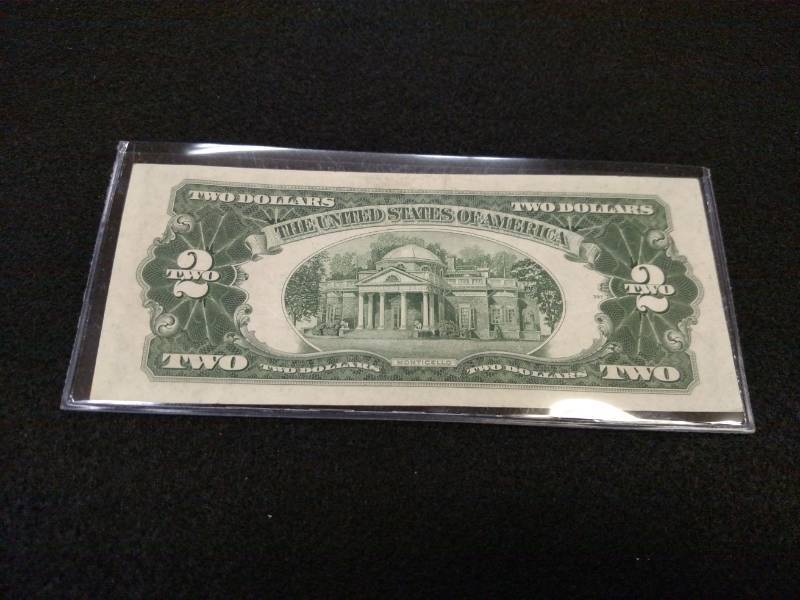 TWO DOLLARS TWO DOLLARS
THE UNITED STATES OF AMERICA
2 2
TWO TWO
MONTICELLO
TWO TWO DOLLARS TWO DOLLARS TWO